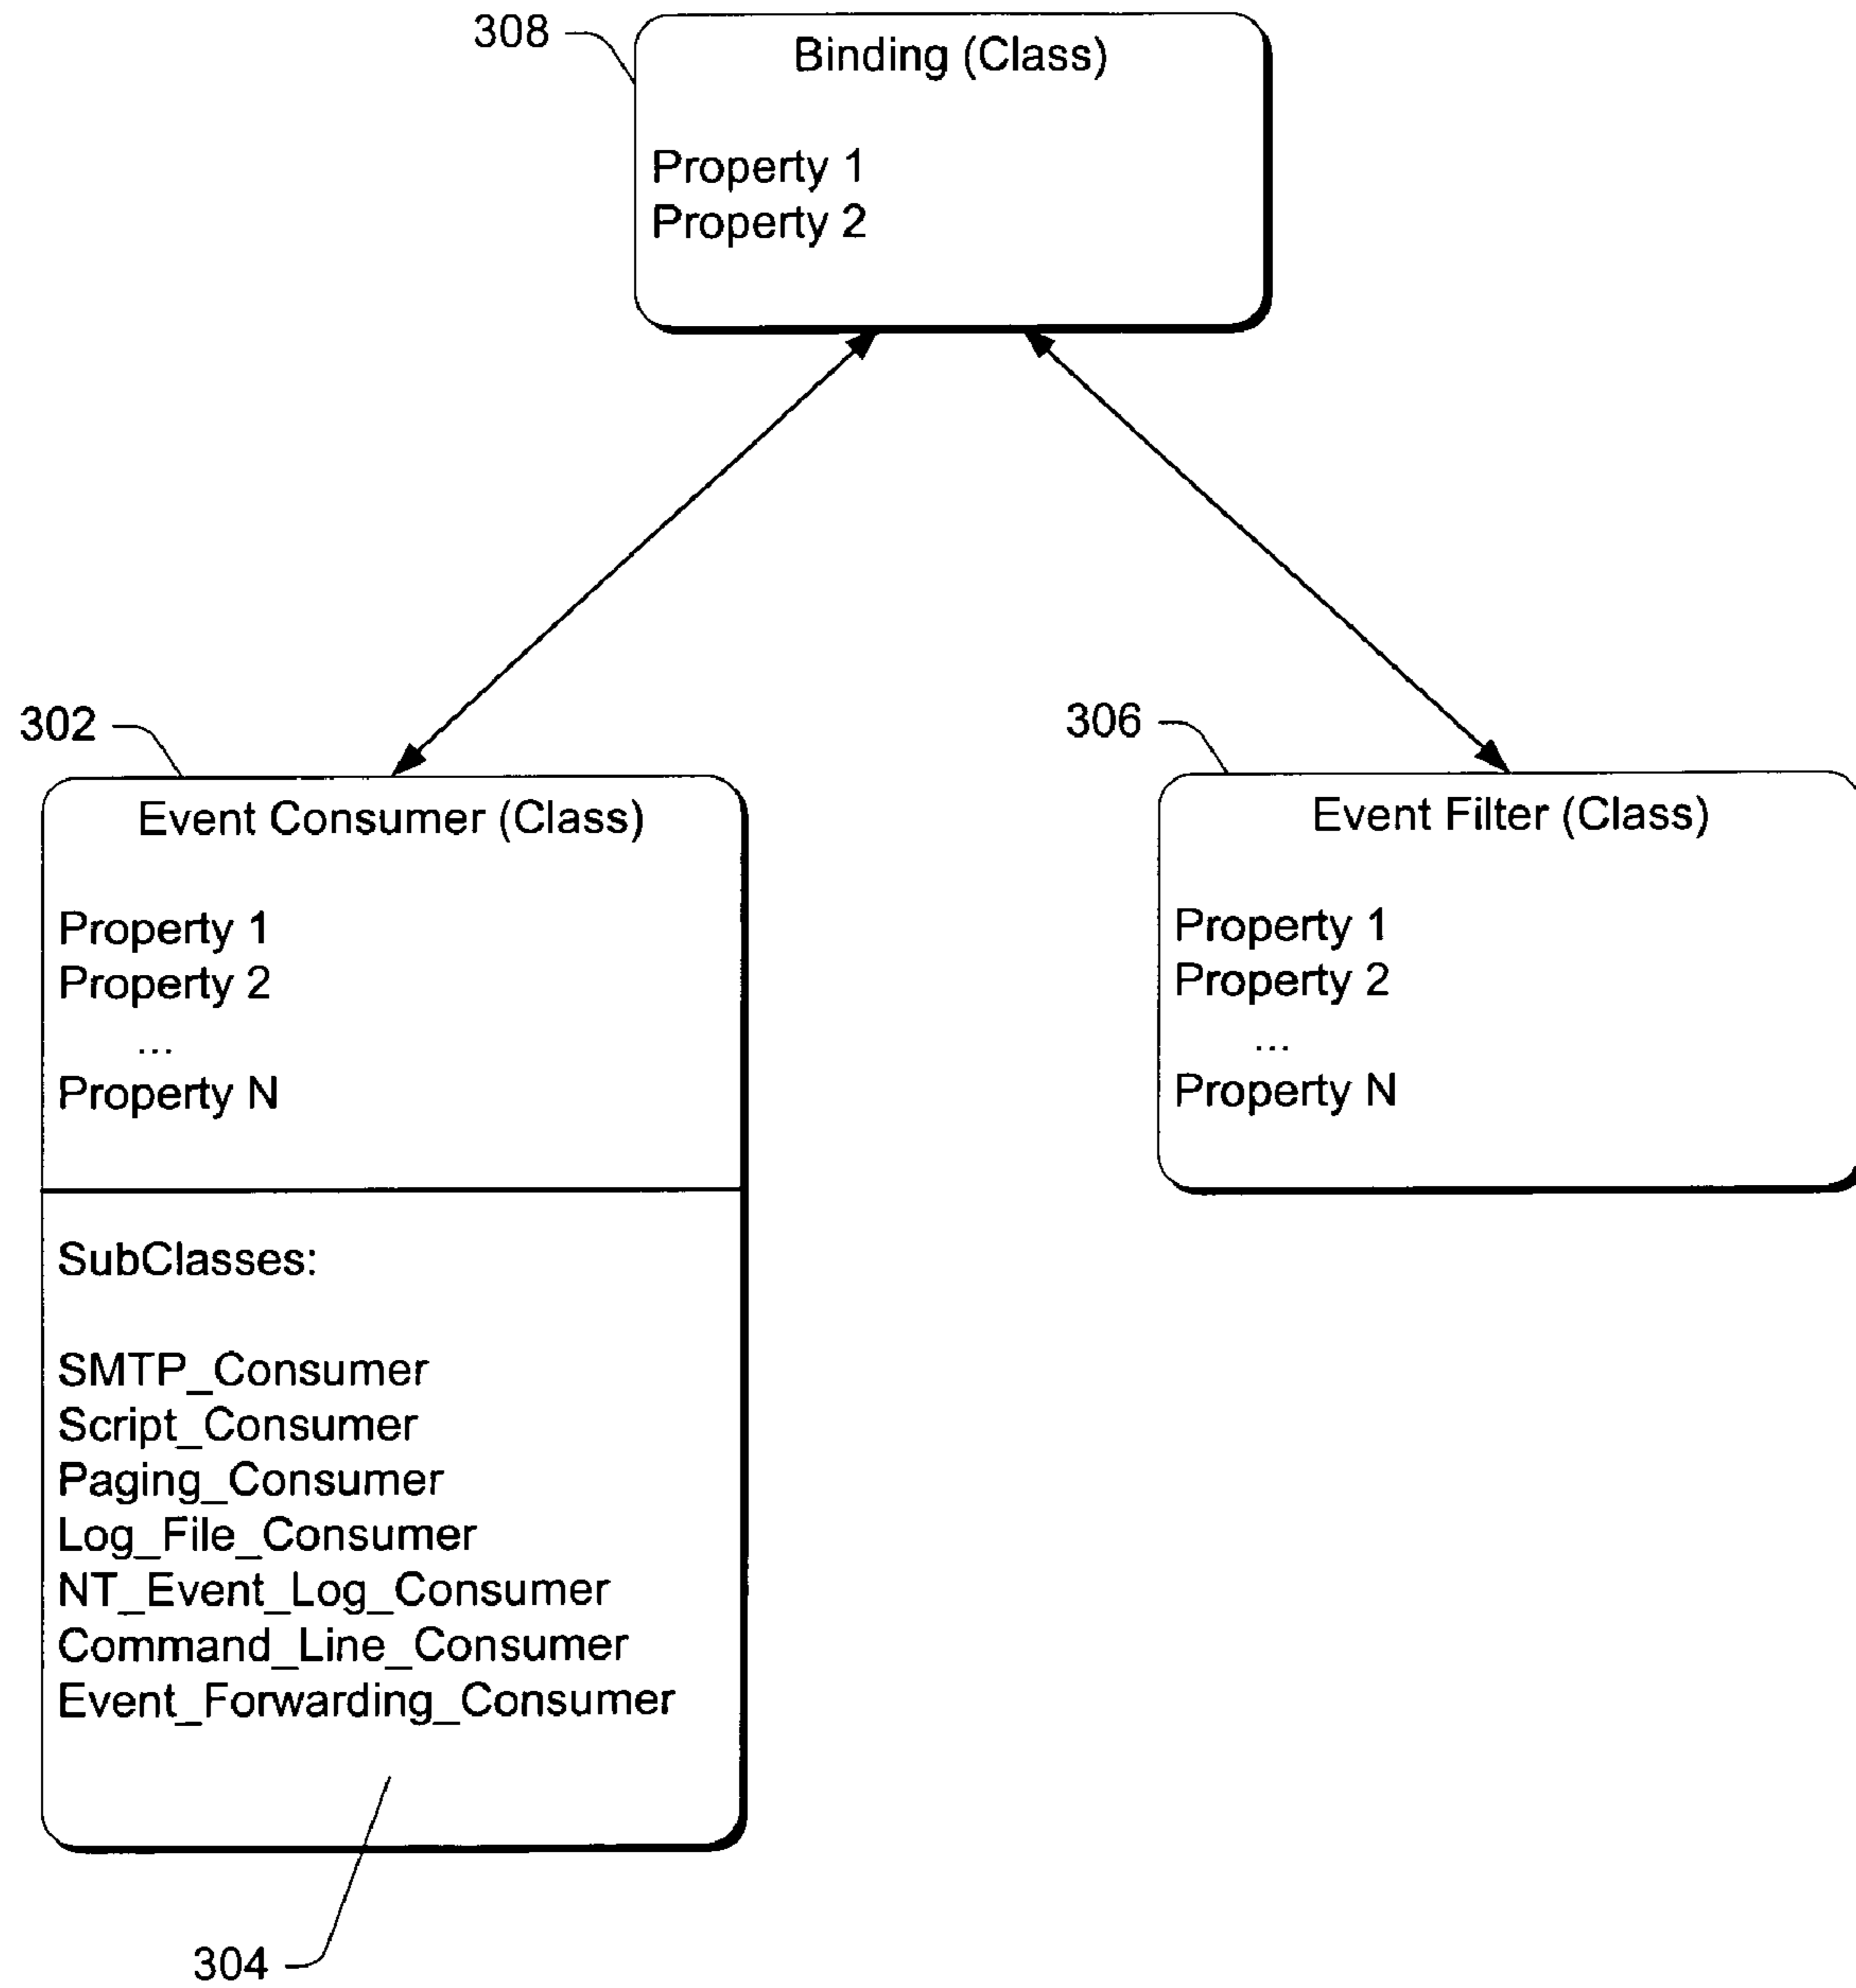 308
Binding (Class)
Property 1
Property 2
302
Event Consumer (Class)
Property 1
Property 2
...
Property N
SubClasses:
SMTP_Consumer
Script_Consumer
Paging_Consumer
Log_File_Consumer
NT_Event_Log_Consumer
Command_Line_Consumer
Event_Forwarding_Consumer
304
306
Event Filter (Class)
Property 1
Property 2
...
Property N